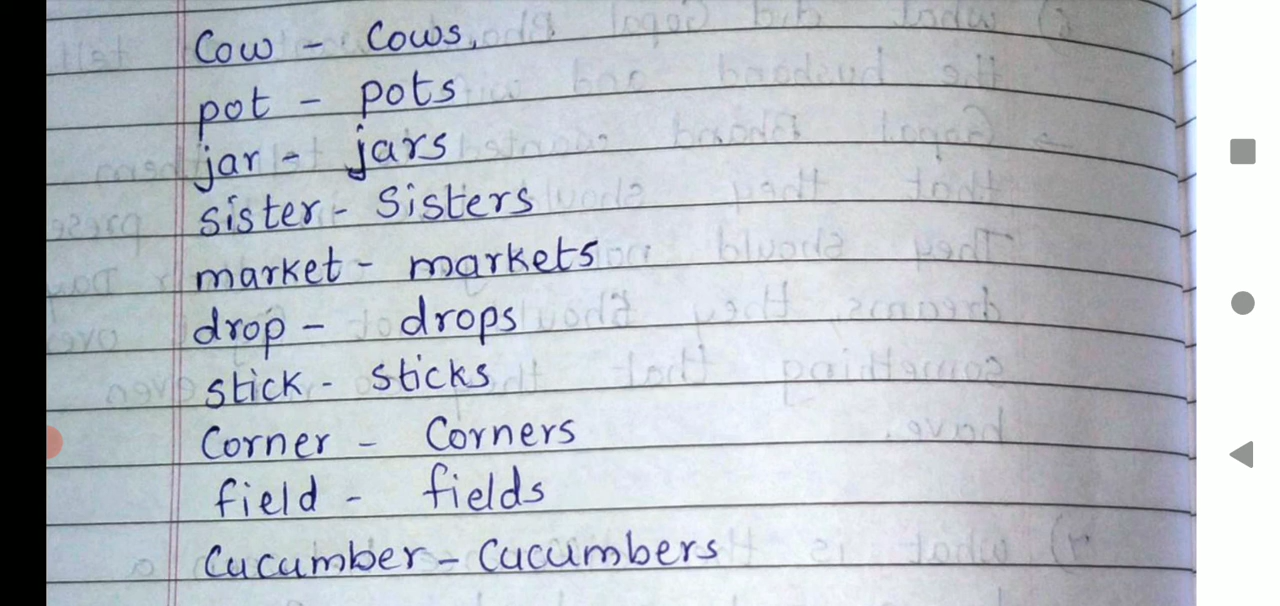 Cow - Cows.
pot - pots
jar - jars
sister - Sisters
market - markets
drop - drops
stick - sticks
Corner - Corners
field - fields
Cucumber - Cucumbers